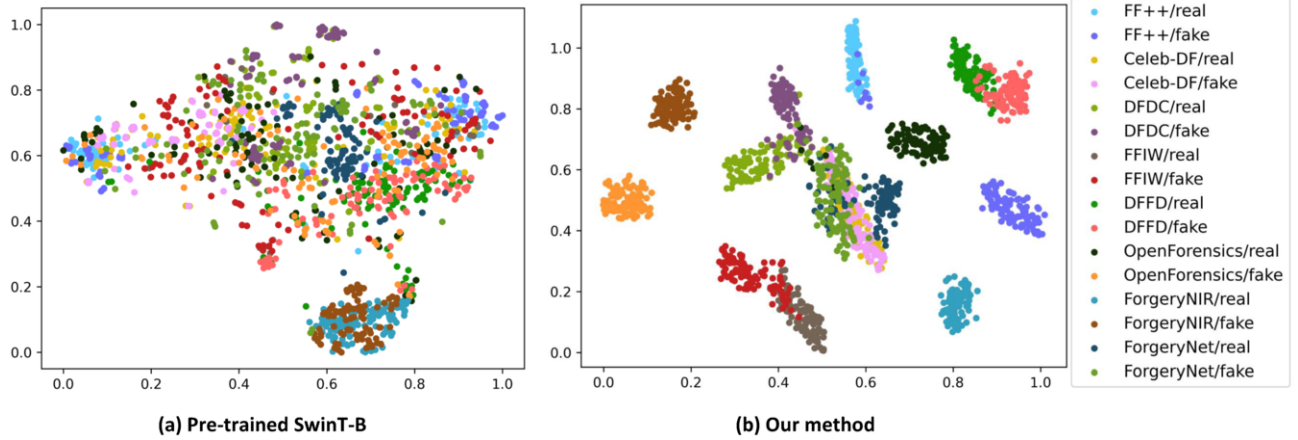 1.0
0.8
0.6
0.4
0.2
0.0
0.0 0.2 0.4 0.6 0.8 1.0
(a) Pre-trained SwinT-B
1.0
0.8
0.6
0.4
0.2
0.0
0.0 0.2 0.4 0.6 0.8 1.0
(b) Our method
FF++/real
FF++/fake
Celeb-DF/real
Celeb-DF/fake
DFDC/real
DFDC/fake
FFIW/real
FFIW/fake
DFFD/real
DFFD/fake
OpenForensics/real
OpenForensics/fake
ForgeryNIR/real
ForgeryNIR/fake
ForgeryNet/real
ForgeryNet/fake